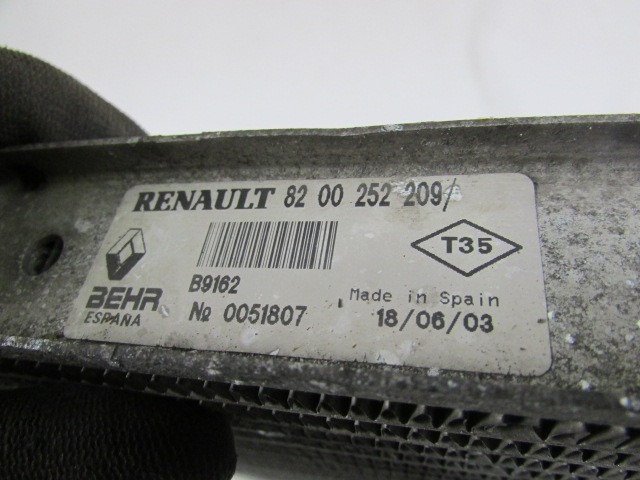 RENAULT 82 00 252 209/
T35
B9162
BEHR
ESPAÑA
№ 0051807
Made in Spain
18/06/03